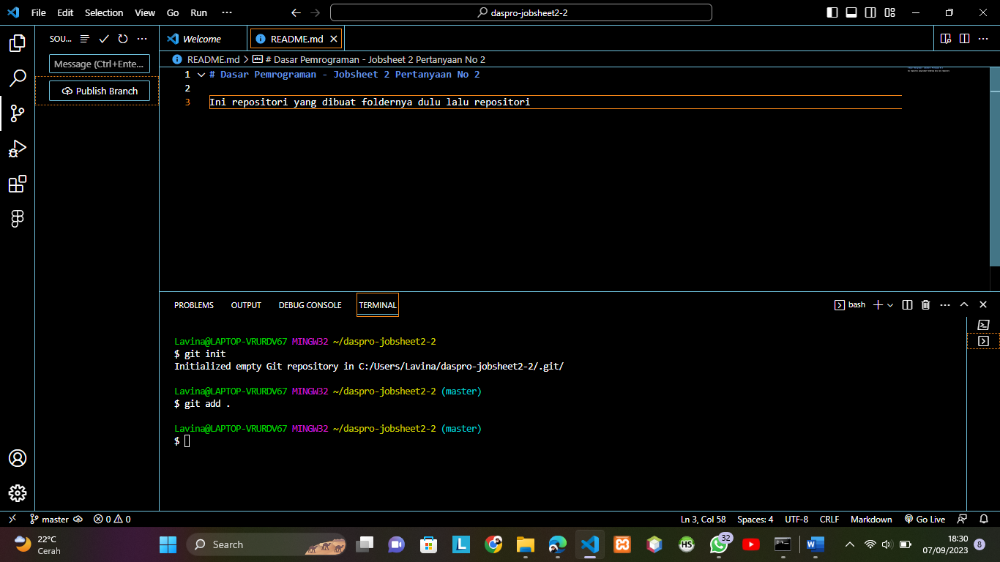 File Edit Selection View Go Run ··· daspro-jobsheet2-2
SOU... ···
Message (Ctrl+Ente...
Publish Branch
Welcome README.md
README.md > # Dasar Pemrograman - Jobsheet 2 Pertanyaan No 2
1 # Dasar Pemrograman - Jobsheet 2 Pertanyaan No 2
2
3 Ini repositori yang dibuat foldernya dulu lalu repositori
PROBLEMS OUTPUT DEBUG CONSOLE TERMINAL bash
Lavina@LAPTOP-VRURDV67 MINGW32 ~/daspro-jobsheet2-2
$ git init
Initialized empty Git repository in C:/Users/Lavina/daspro-jobsheet2-2/.git/
Lavina@LAPTOP-VRURDV67 MINGW32 ~/daspro-jobsheet2-2 (master)
$ git add .
Lavina@LAPTOP-VRURDV67 MINGW32 ~/daspro-jobsheet2-2 (master)
$
master 0 0 Ln 3, Col 58 Spaces: 4 UTF-8 CRLF Markdown Go Live
22°C
Cerah
Search
L
HS
32
W
18:30
07/09/2023
8